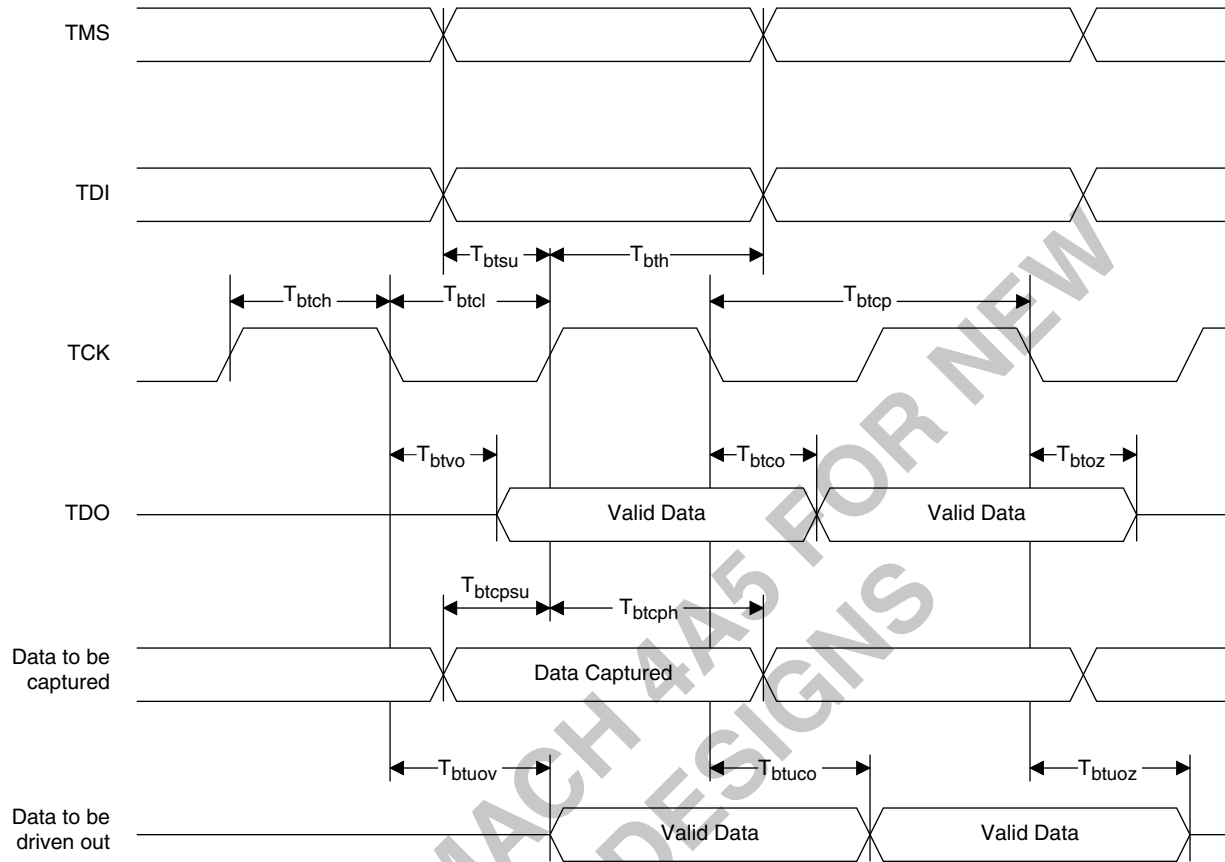 TMS
TDI
Tbtsu
Tbth
Tbtch
Tbtcl
Tbtcp
TCK
Tbtvo
Tbtco
Tbtoz
TDO
Valid Data
Valid Data
Tbtcpsu
Tbtcph
Data to be
captured
Data Captured
Tbtuov
Tbtuco
Tbtuoz
Data to be
driven out
Valid Data
Valid Data
MACH 4A5 FOR NEW
DESIGNS